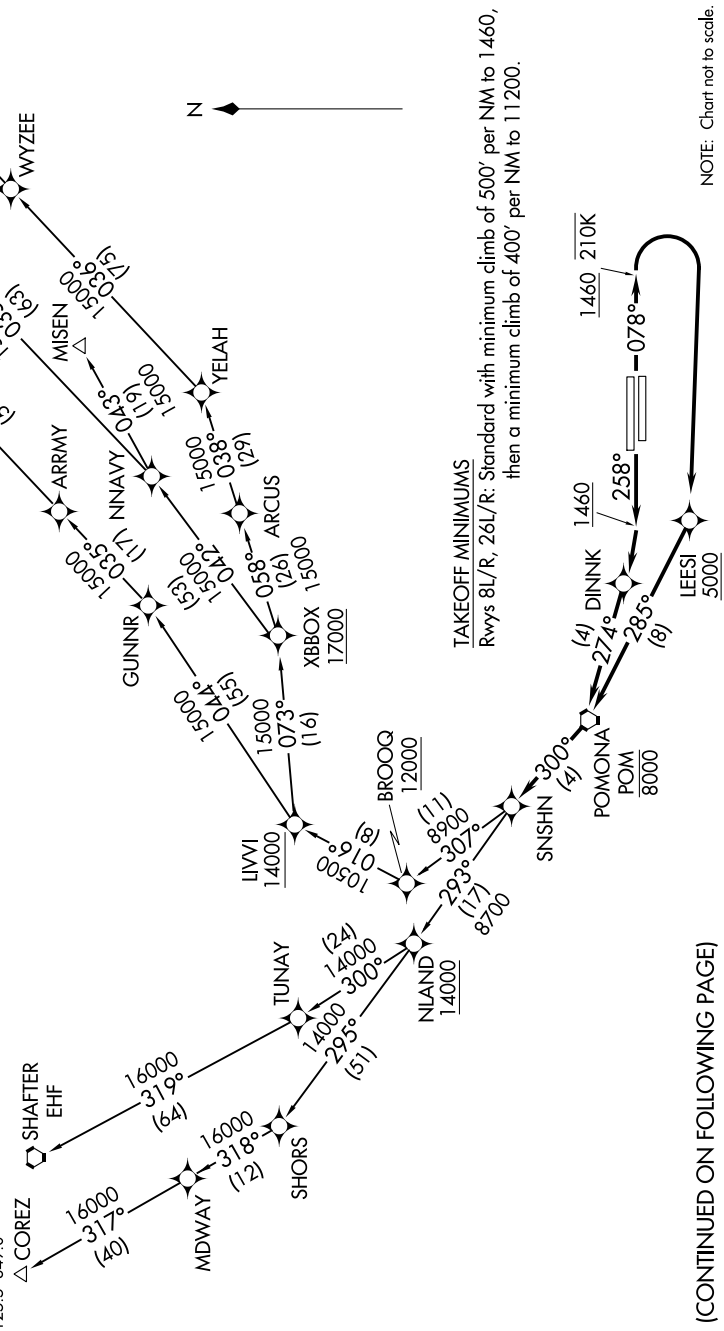 COREZ
16000
317°
(40)
MDWAY
16000
318°
(12)
SHORS
SHAFTER
EHF
16000
319°
(64)
TUNAY
14000
295°
(51)
(24)
14000
300°
NLAND
14000
293°
(17)
8700
(11)
8900
307°
BROOQ
12000
10500
016°
(8)
LIVVI
14000
15000
044°
(55)
GUNNR
15000
035°
(17)
ARRMY
15000
073°
(16)
XBBOX
17000
(53)
15000
042°
NNAVY
(63)
MISEN
043°
(19)
15000
058°
(26)
15000
ARCUS
15000
038°
(29)
YELAH
15000
036°
(75)
WYZEE
N
SNSHN
300°
(4)
POMONA
POM
8000
(4)
274°
DINNK
285°
(8)
LEESI
5000
1460
258°
078°
1460 210K
TAKEOFF MINIMUMS
Rwys 8L/R, 26L/R: Standard with minimum climb of 500' per NM to 1460,
then a minimum climb of 400' per NM to 11200.
(CONTINUED ON FOLLOWING PAGE)
NOTE: Chart not to scale.